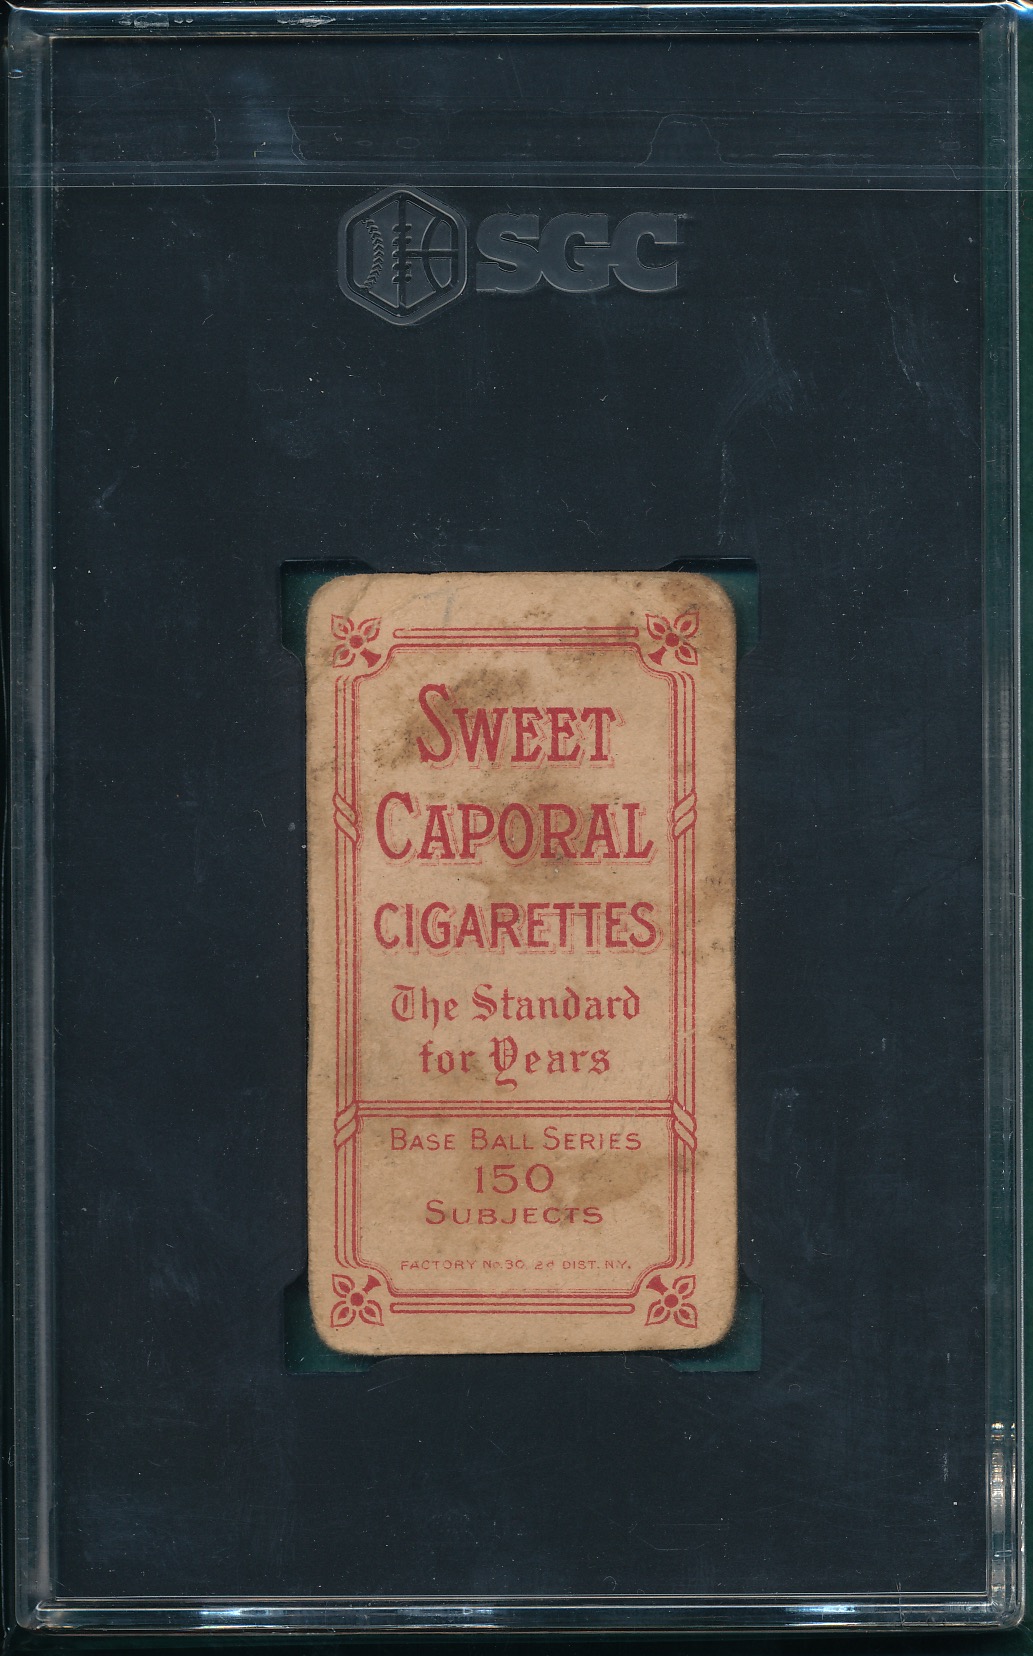 SGC
SWEET
CAPORAL
CIGARETTES
The Standard
for Years
BASE BALL SERIES
150
SUBJECTS
FACTORY No. 30. 2d DIST. N.Y.